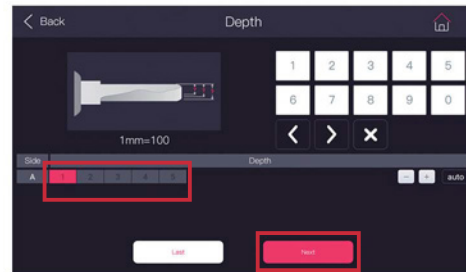 Back Depth
1 2 3 4 5
6 7 8 9 0
1mm=100
Side Depth
A 1 2 3 4 5 - + auto
Last Next